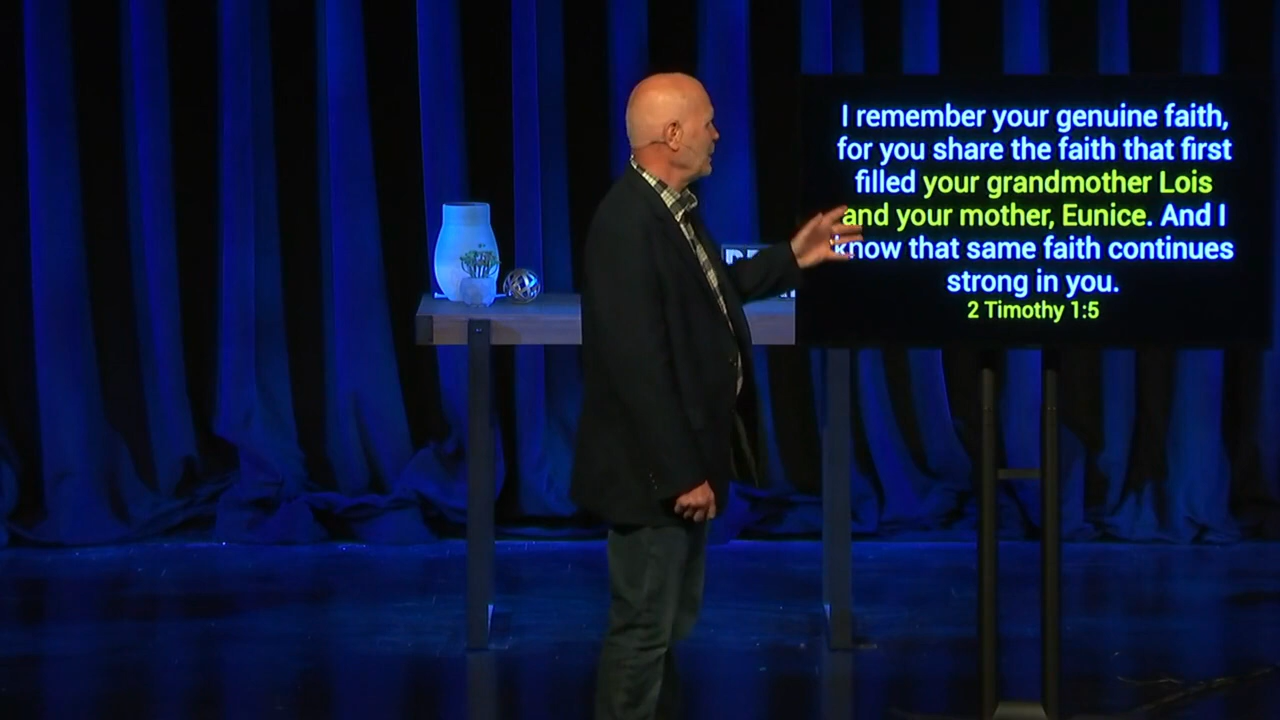 I remember your genuine faith,
for you share the faith that first
filled your grandmother Lois
and your mother, Eunice. And I
know that same faith continues
strong in you.
2 Timothy 1:5